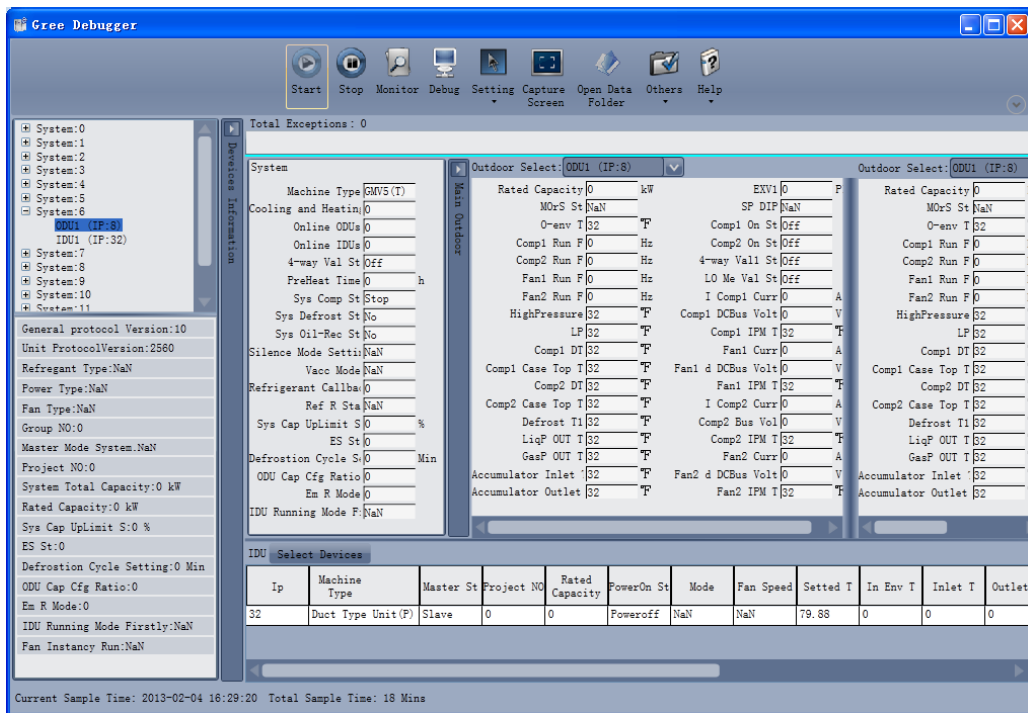 Gree Debugger
Start Stop Monitor Debug Setting Capture Screen Open Data Folder Others Help
System:0
System:1
System:2
System:3
System:4
System:5
System:6
ODU1 (IP:8)
IDU1 (IP:32)
System:7
System:8
System:9
System:10
System:11
General protocol Version:10
Unit ProtocolVersion:2560
Refregant Type:NaN
Power Type:NaN
Fan Type:NaN
Group NO:0
Master Mode System.NaN
Project NO:0
System Total Capacity:0 kW
Rated Capacity:0 kW
Sys Cap UpLimit S:0 %
ES St:0
Defrostion Cycle Setting:0 Min
ODU Cap Cfg Ratio:0
Em R Mode:0
IDU Running Mode Firstly:NaN
Fan Instancy Run:NaN
Deveices Information
Total Exceptions: 0
System
Machine Type GMV5(T)
Cooling and Heatin 0
Online ODUs 0
Online IDUs 0
4-way Val St Off
PreHeat Time 0 h
Sys Comp St Stop
Sys Defrost St No
Sys Oil-Rec St No
Silence Mode Setti NaN
Vacc Mode NaN
Refrigerant Callba 0
Ref R Sta NaN
Sys Cap UpLimit S 0 %
ES St 0
Defrostion Cycle S 0 Min
ODU Cap Cfg Ratio 0
Em R Mode 0
IDU Running Mode F NaN
Main Outdoor
Outdoor Select: ODU1 (IP:8)
Rated Capacity 0 kW
MOrS St NaN
O-env T 32 °F
Comp1 Run F 0 Hz
Comp2 Run F 0 Hz
Fan1 Run F 0 Hz
Fan2 Run F 0 Hz
HighPressure 32 °F
LP 32 °F
Comp1 DT 32 °F
Comp1 Case Top T 32 °F
Comp2 DT 32 °F
Comp2 Case Top T 32 °F
Defrost T1 32 °F
LiqP OUT T 32 °F
GasP OUT T 32 °F
Accumulator Inlet 32 °F
Accumulator Outlet 32 °F
EXV1 0 P
SP DIP NaN
Comp1 On St Off
Comp2 On St Off
4-way Val1 St Off
LO Me Val St Off
I Comp1 Curr 0 A
Comp1 DCBus Volt 0 V
Comp1 IPM T 32 °F
Fan1 Curr 0 A
Fan1 d DCBus Volt 0 V
Fan1 IPM T 32 °F
I Comp2 Curr 0 A
Comp2 Bus Vol 0 V
Comp2 IPM T 32 °F
Fan2 Curr 0 A
Fan2 d DCBus Volt 0 V
Fan2 IPM T 32 °F
Outdoor Select: ODU1 (IP:8)
Rated Capacity 0
MOrS St NaN
O-env T 32
Comp1 Run F 0
Comp2 Run F 0
Fan1 Run F 0
Fan2 Run F 0
HighPressure 32
LP 32
Comp1 DT 32
Comp1 Case Top T 32
Comp2 DT 32
Comp2 Case Top T 32
Defrost T1 32
LiqP OUT T 32
GasP OUT T 32
Accumulator Inlet 32
Accumulator Outlet 32
IDU Select Devices
Ip Machine Type Master St Project NO Rated Capacity PowerOn St Mode Fan Speed Setted T In Env T Inlet T Outlet
32 Duct Type Unit(P) Slave 0 0 Poweroff NaN NaN 79.88 0 0 0
Current Sample Time: 2013-02-04 16:29:20 Total Sample Time: 18 Mins